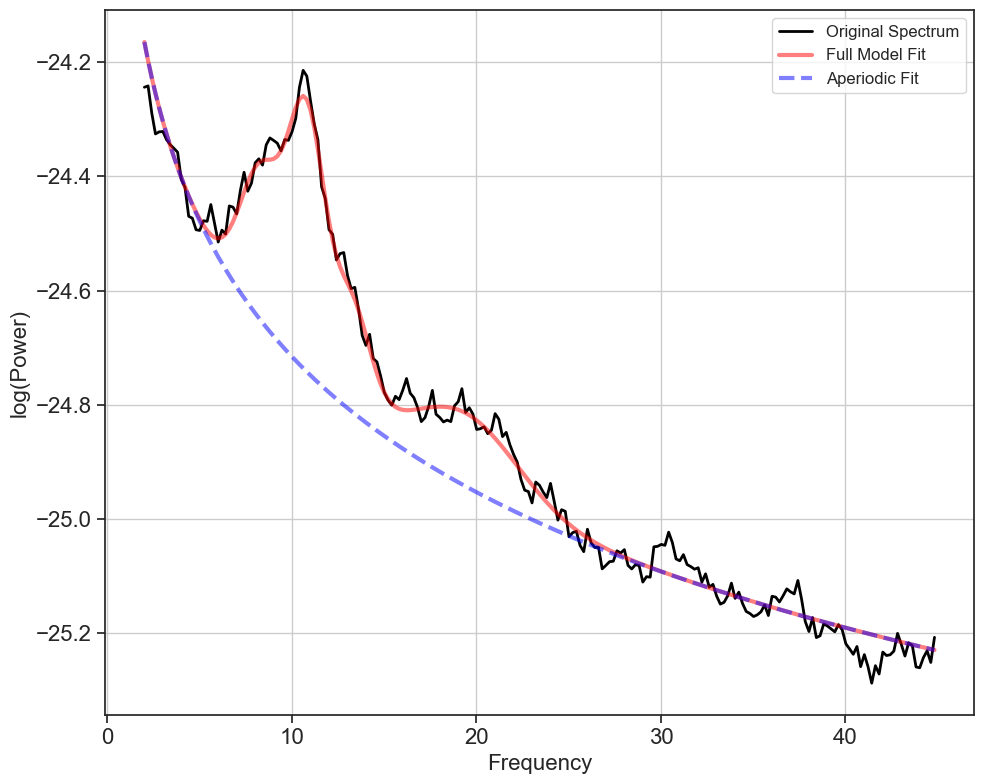 Original Spectrum
Full Model Fit
Aperiodic Fit
log(Power)
−24.2
−24.4
−24.6
−24.8
−25.0
−25.2
0 10 20 30 40
Frequency